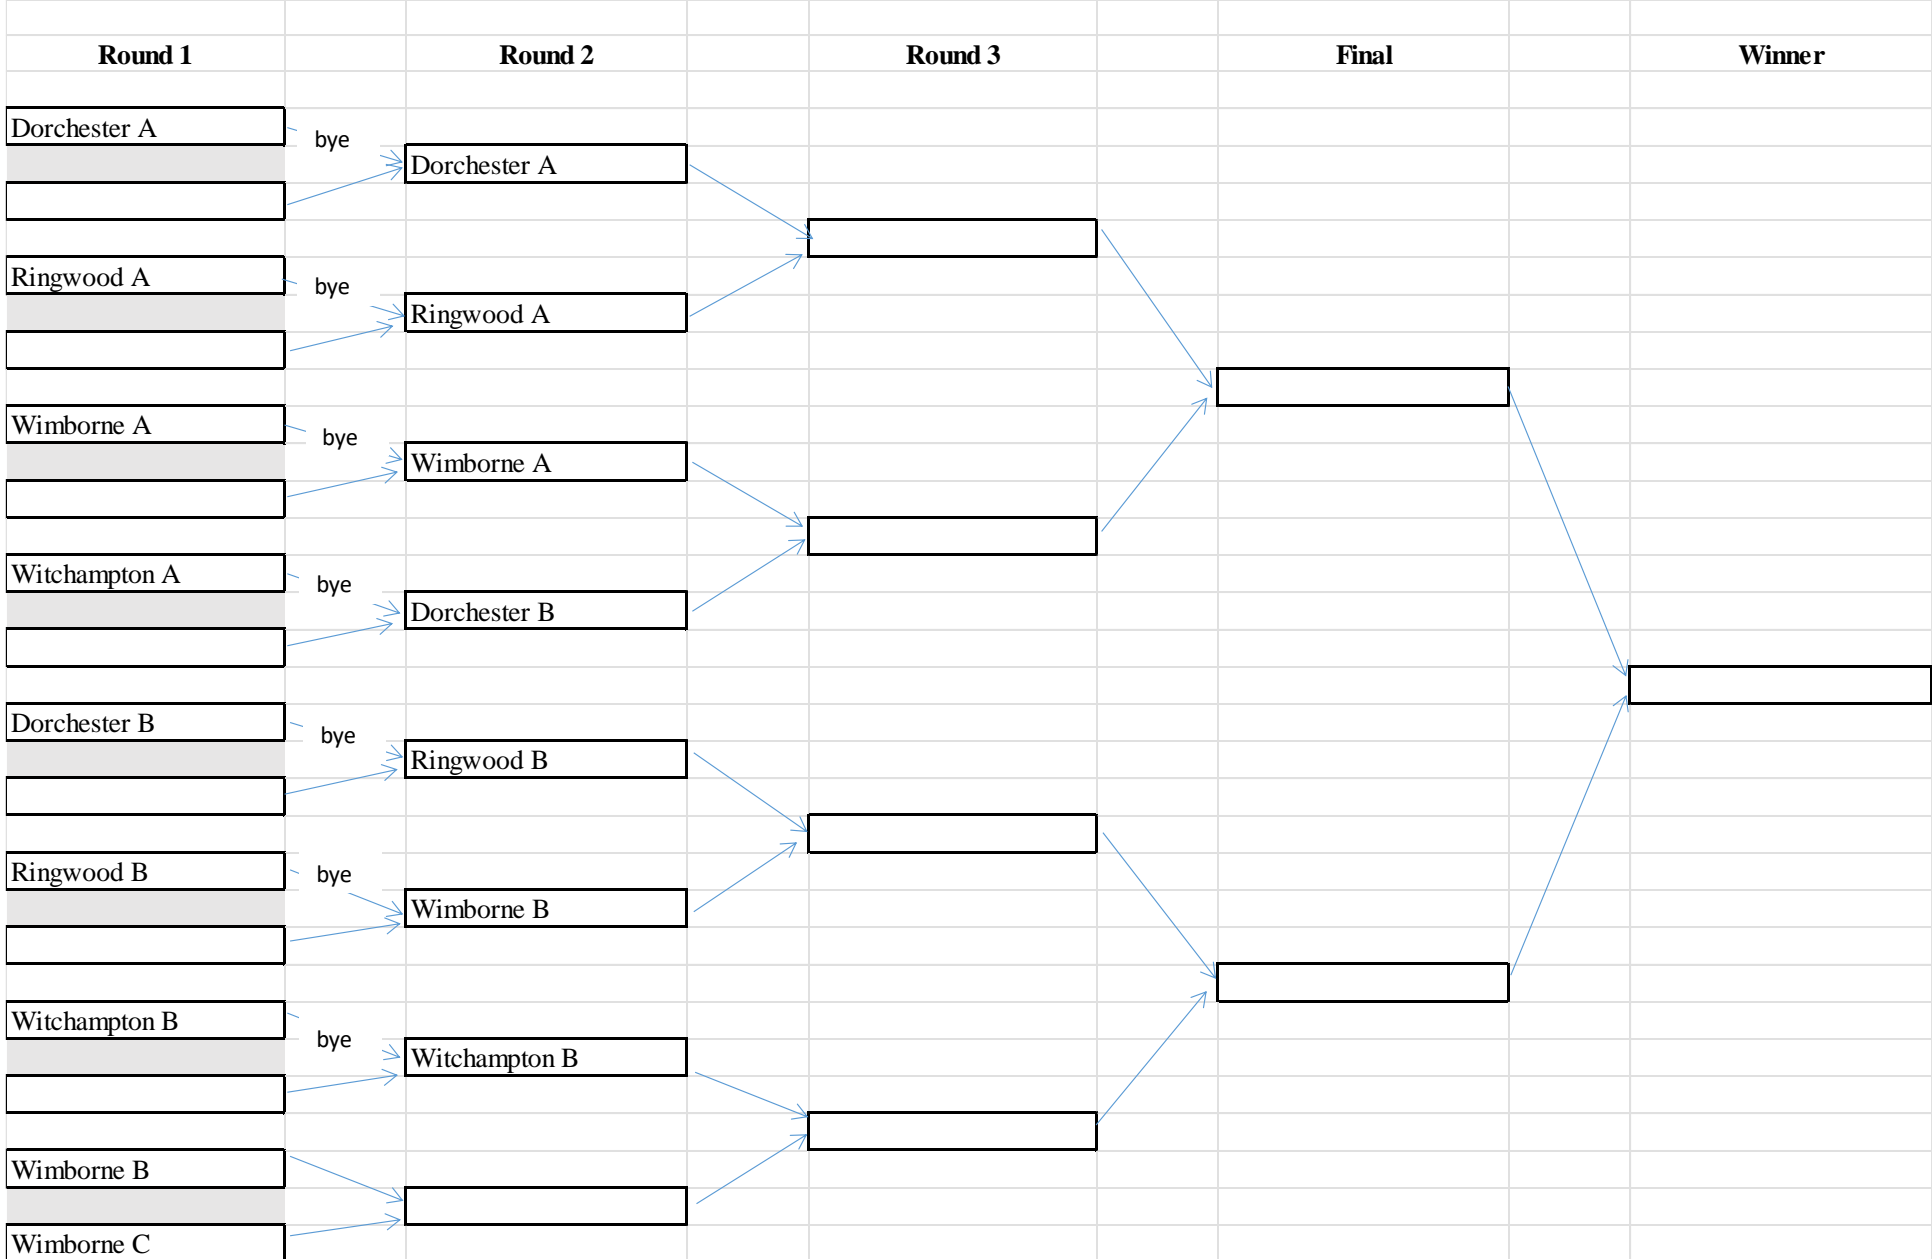 Round 1 Round 2 Round 3 Final Winner
Dorchester A
bye
Dorchester A
Ringwood A
bye
Ringwood A
Wimborne A
bye
Wimborne A
Witchampton A
bye
Dorchester B
Dorchester B
bye
Ringwood B
Ringwood B
bye
Wimborne B
Witchampton B
bye
Witchampton B
Wimborne B
Wimborne C